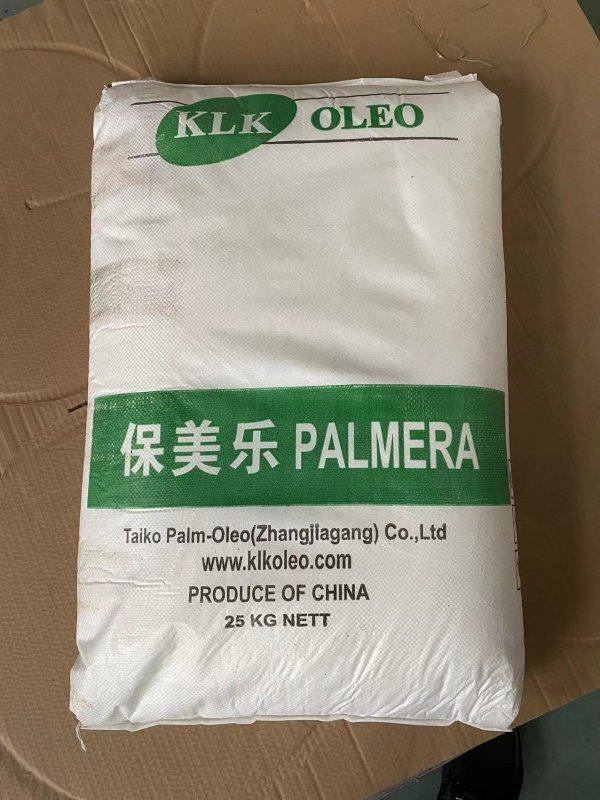 KLK OLEO
保美乐 PALMERA
Taiko Palm-Oleo(Zhangjiagang) Co.,Ltd
www.klkoleo.com
PRODUCE OF CHINA
25 KG NETT